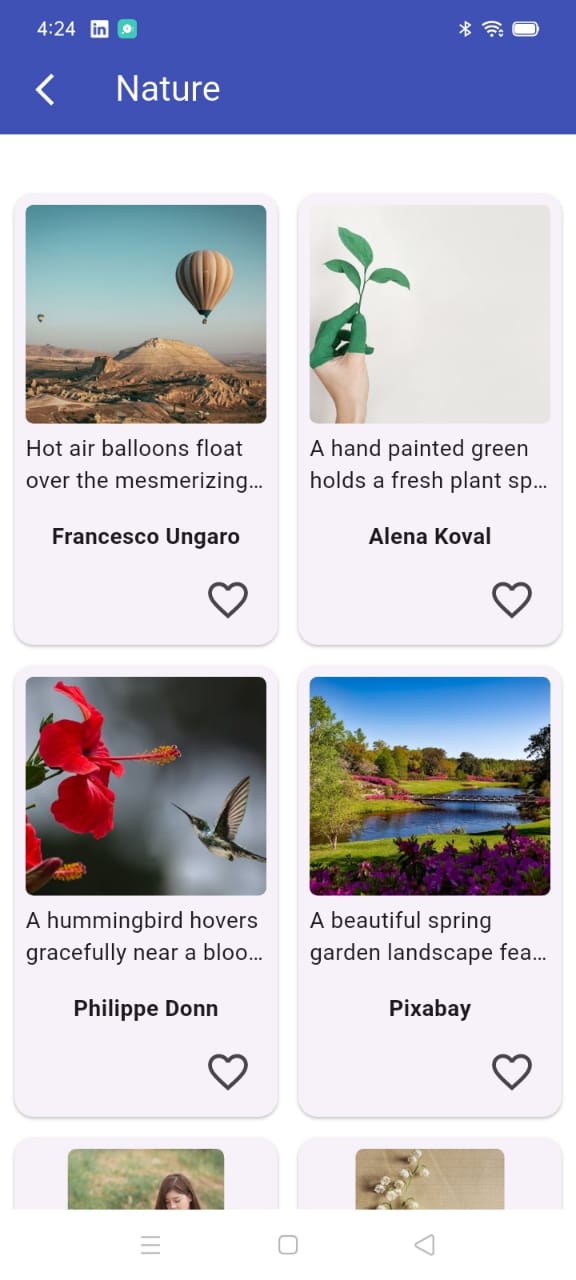 4:24 in
Nature
Hot air balloons float
over the mesmerizing...
Francesco Ungaro
A hand painted green
holds a fresh plant sp...
Alena Koval
A hummingbird hovers
gracefully near a bloo...
Philippe Donn
A beautiful spring
garden landscape fea...
Pixabay